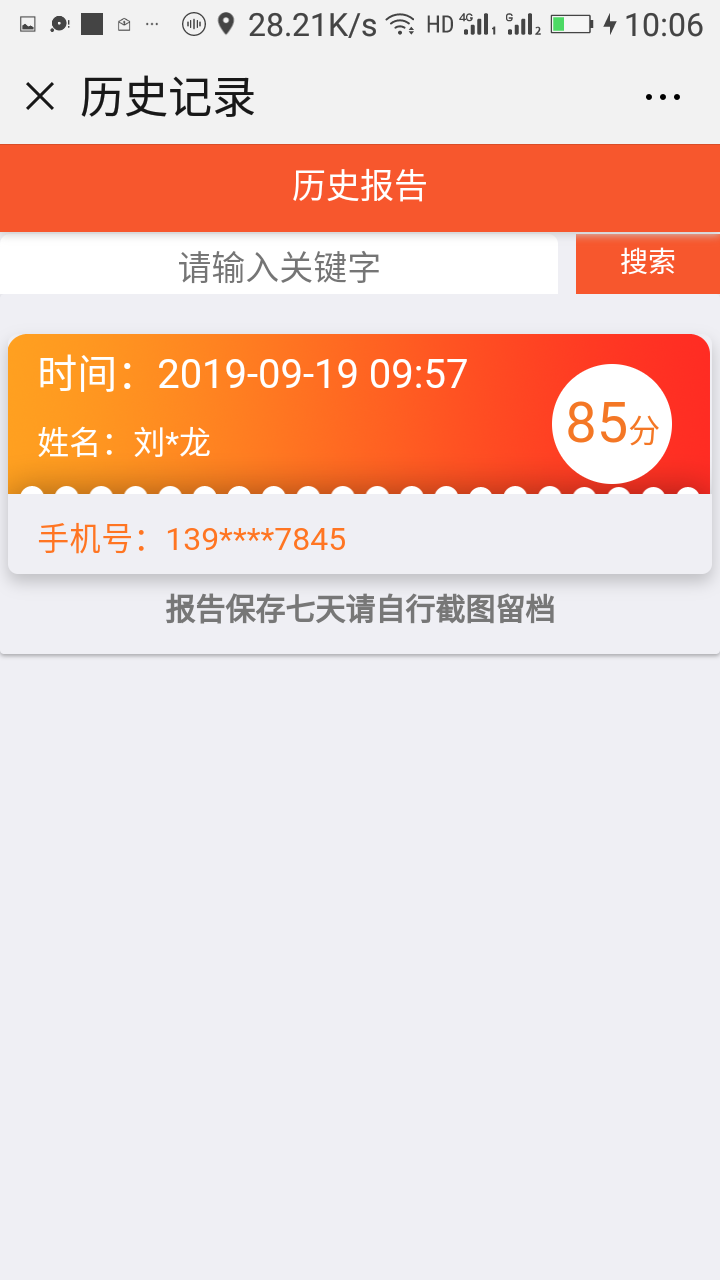 28.21K/s HD 4G 1 G 2 10:06
历史记录
历史报告
请输入关键字 搜索
时间：2019-09-19 09:57
85分
姓名：刘*龙
手机号：139****7845
报告保存七天请自行截图留档